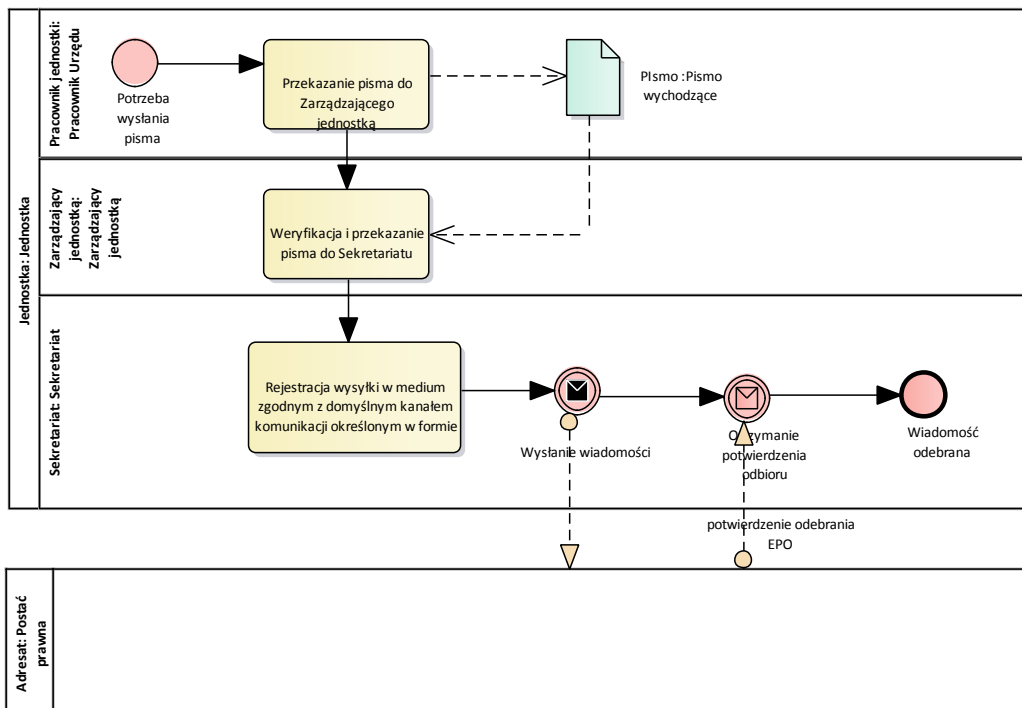 Jednostka: Jednostka
Pracownik jednostki:
Pracownik Urzędu
Potrzeba
wysłania
pisma
Przekazanie pisma do
Zarządzającego
jednostką
PIsmo :Pismo
wychodzące
Zarządzający
jednostką:
Zarządzający
jednostką
Weryfikacja i przekazanie
pisma do Sekretariatu
Sekretariat: Sekretariat
Rejestracja wysyłki w medium
zgodnym z domyślnym kanałem
komunikacji określonym w formie
Wysłanie wiadomości
Otrzymanie
potwierdzenia
odbioru
Wiadomość
odebrana
potwierdzenie odebrania
EPO
Adresat: Postać
prawna